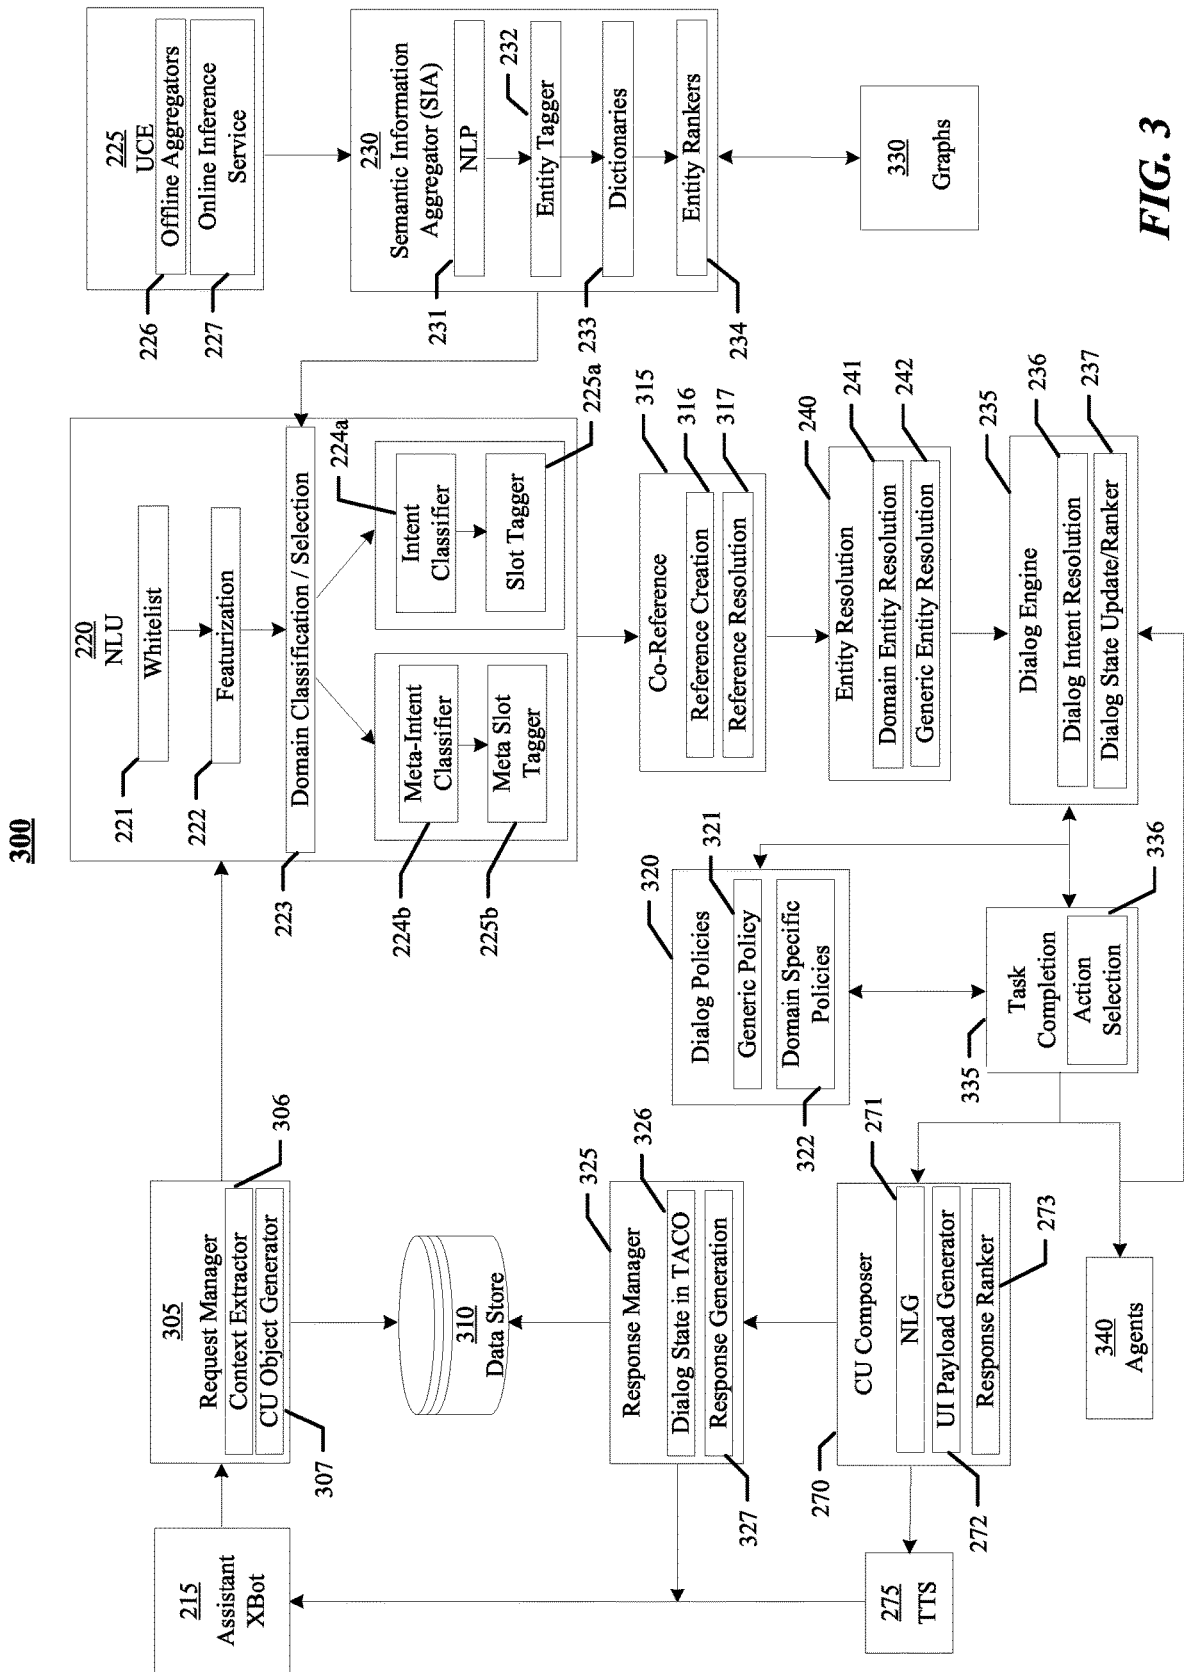 300
215
Assistant
XBot
305
Request Manager
Context Extractor
CU Object Generator
306
307
310
Data Store
220
NLU
221
Whitelist
222
Featurization
223
Domain Classification / Selection
224b
Meta-Intent
Classifier
225b
Meta Slot
Tagger
224a
Intent
Classifier
225a
Slot Tagger
225
UCE
226
Offline Aggregators
227
Online Inference
Service
230
Semantic Information
Aggregator (SIA)
231
NLP
232
Entity Tagger
233
Dictionaries
234
Entity Rankers
330
Graphs
315
Co-Reference
316
Reference Creation
317
Reference Resolution
240
Entity Resolution
241
Domain Entity Resolution
242
Generic Entity Resolution
235
Dialog Engine
236
Dialog Intent Resolution
237
Dialog State Update/Ranker
320
Dialog Policies
321
Generic Policy
322
Domain Specific
Policies
335
Task
Completion
336
Action
Selection
325
Response Manager
326
Dialog State in TACO
327
Response Generation
270
CU Composer
271
NLG
272
UI Payload Generator
273
Response Ranker
275
TTS
340
Agents
FIG. 3